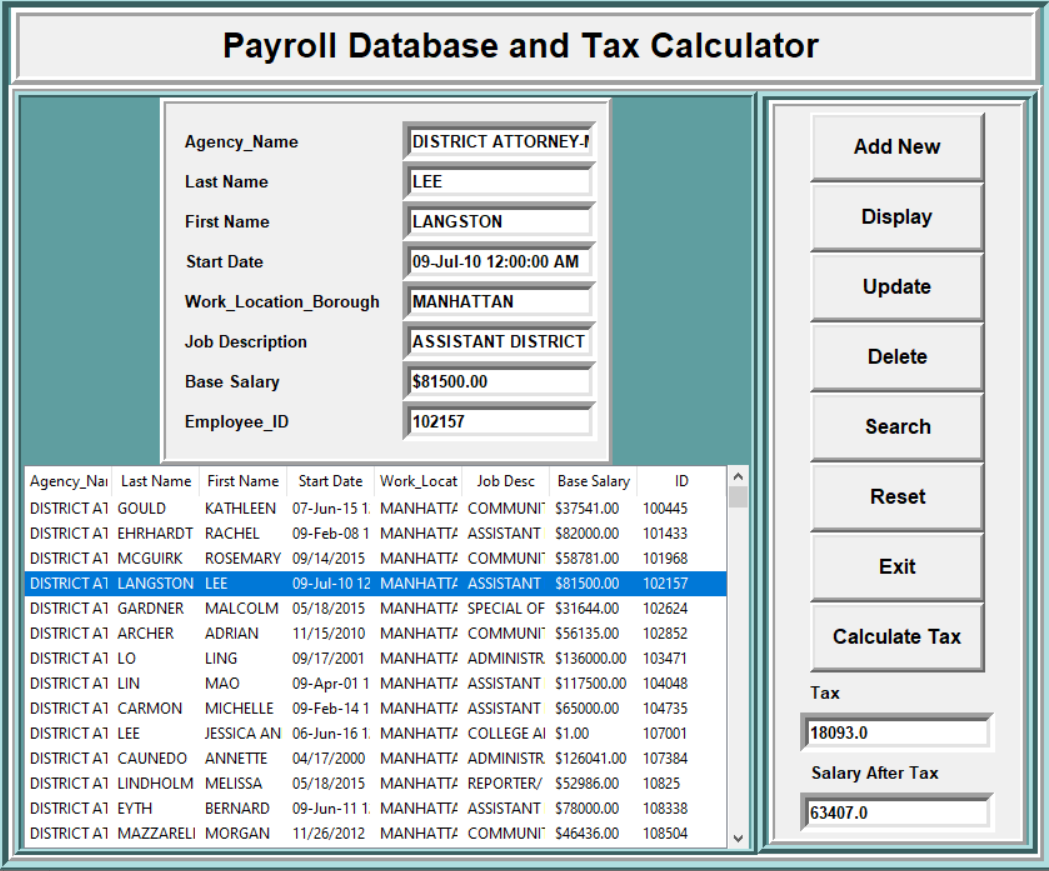 Payroll Database and Tax Calculator
Agency_Name DISTRICT ATTORNEY-
Last Name LEE
First Name LANGSTON
Start Date 09-Jul-10 12:00:00 AM
Work_Location_Borough MANHATTAN
Job Description ASSISTANT DISTRICT
Base Salary $81500.00
Employee_ID 102157
Agency_Nai Last Name First Name Start Date Work_Locat Job Desc Base Salary ID
DISTRICT AT GOULD KATHLEEN 07-Jun-15 1 MANHATTA COMMUNI $37541.00 100445
DISTRICT AT EHRHARDT RACHEL 09-Feb-08 1 MANHATTA ASSISTANT $82000.00 101433
DISTRICT AT MCGUIRK ROSEMARY 09/14/2015 MANHATTA COMMUNI $58781.00 101968
DISTRICT AT LANGSTON LEE 09-Jul-10 12 MANHATTA ASSISTANT $81500.00 102157
DISTRICT AT GARDNER MALCOLM 05/18/2015 MANHATTA SPECIAL OF $31644.00 102624
DISTRICT AT ARCHER ADRIAN 11/15/2010 MANHATTA COMMUNI $56135.00 102852
DISTRICT AT LO LING 09/17/2001 MANHATTA ADMINISTR $136000.00 103471
DISTRICT AT LIN MAO 09-Apr-01 1 MANHATTA ASSISTANT $117500.00 104048
DISTRICT AT CARMON MICHELLE 09-Feb-14 1 MANHATTA ASSISTANT $65000.00 104735
DISTRICT AT LEE JESSICA AN 06-Jun-16 1 MANHATTA COLLEGE AI $1.00 107001
DISTRICT AT CAUNEDO ANNETTE 04/17/2000 MANHATTA ADMINISTR $126041.00 107384
DISTRICT AT LINDHOLM MELISSA 05/18/2015 MANHATTA REPORTER/ $52986.00 10825
DISTRICT AT EYTH BERNARD 09-Jun-11 1 MANHATTA ASSISTANT $78000.00 108338
DISTRICT AT MAZZARELI MORGAN 11/26/2012 MANHATTA COMMUNI $46436.00 108504
Add New
Display
Update
Delete
Search
Reset
Exit
Calculate Tax
Tax
18093.0
Salary After Tax
63407.0